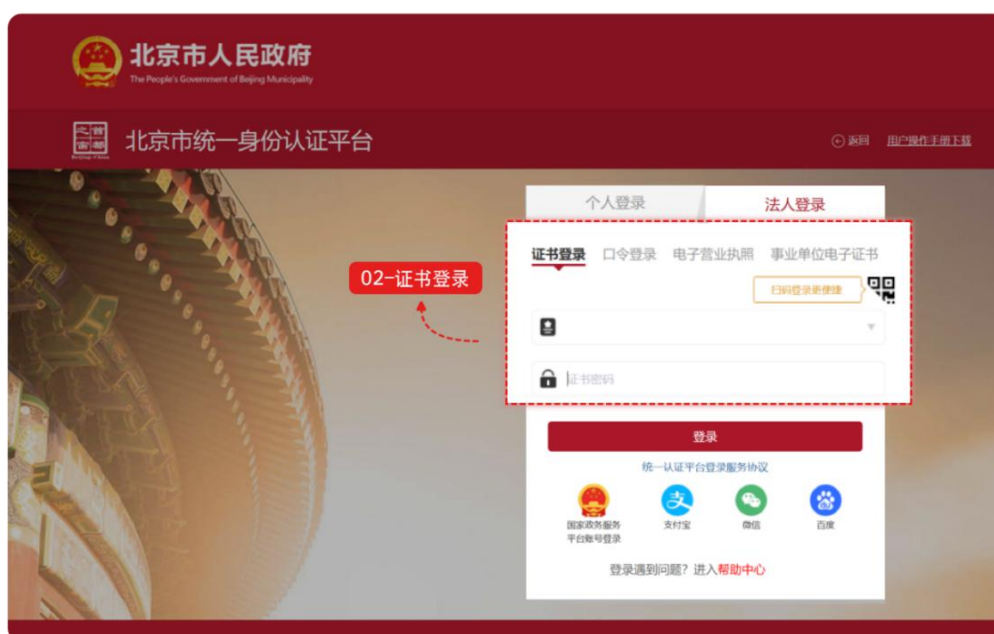 北京市人民政府
The People's Government of Beijing Municipality
首都之窗
Beijing-China
北京市统一身份认证平台
返回 用户操作手册下载
个人登录 法人登录
证书登录 口令登录 电子营业执照 事业单位电子证书
02-证书登录
扫码登录更便捷
证书密码
登录
统一认证平台登录服务协议
国家政务服务
平台账号登录
支付宝
微信
百度
登录遇到问题?进入帮助中心